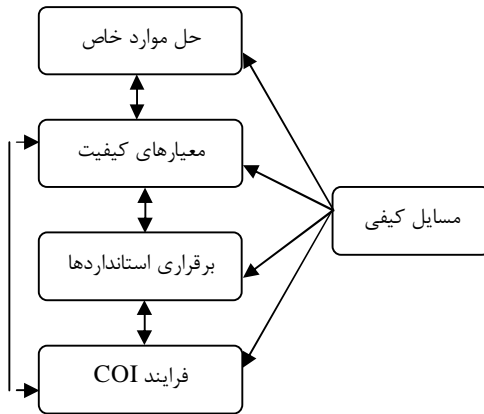 حل موارد خاص
معیارهای کیفیت
مسایل کیفی
برقراری استانداردها
فرایند COI